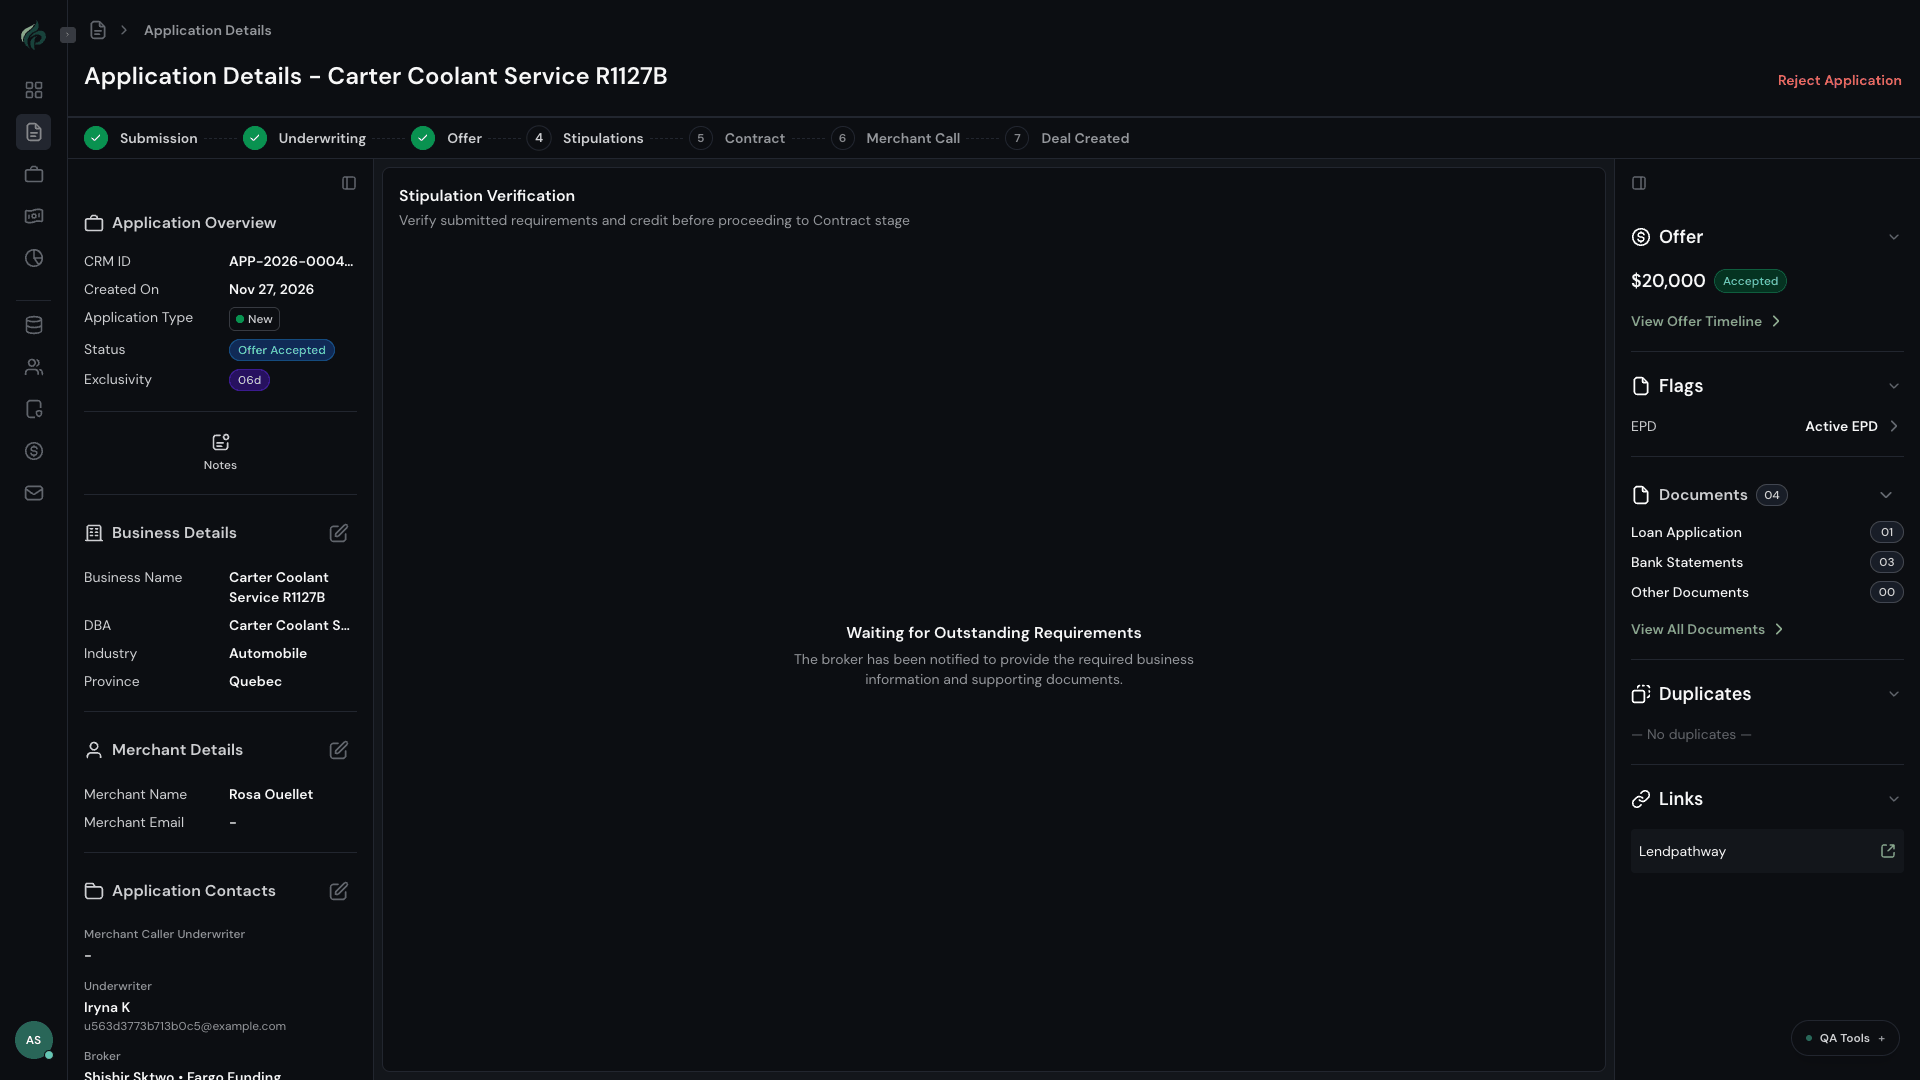 Application Details
Application Details - Carter Coolant Service R1127B
Reject Application
Submission
Underwriting
Offer
4
Stipulations
5
Contract
6
Merchant Call
7
Deal Created
Application Overview
CRM ID
APP-2026-0004...
Created On
Nov 27, 2026
Application Type
New
Status
Offer Accepted
Exclusivity
06d
Notes
Business Details
Business Name
Carter Coolant
Service R1127B
DBA
Carter Coolant S...
Industry
Automobile
Province
Quebec
Merchant Details
Merchant Name
Rosa Ouellet
Merchant Email
-
Application Contacts
Merchant Caller Underwriter
-
Underwriter
Iryna K
u563d3773b713b0c5@example.com
Broker
Shishir Sktwo • Fargo Funding
AS
Stipulation Verification
Verify submitted requirements and credit before proceeding to Contract stage
Waiting for Outstanding Requirements
The broker has been notified to provide the required business
information and supporting documents.
Offer
$20,000
Accepted
View Offer Timeline
Flags
EPD
Active EPD
Documents
04
Loan Application
01
Bank Statements
03
Other Documents
00
View All Documents
Duplicates
— No duplicates —
Links
Lendpathway
QA Tools +